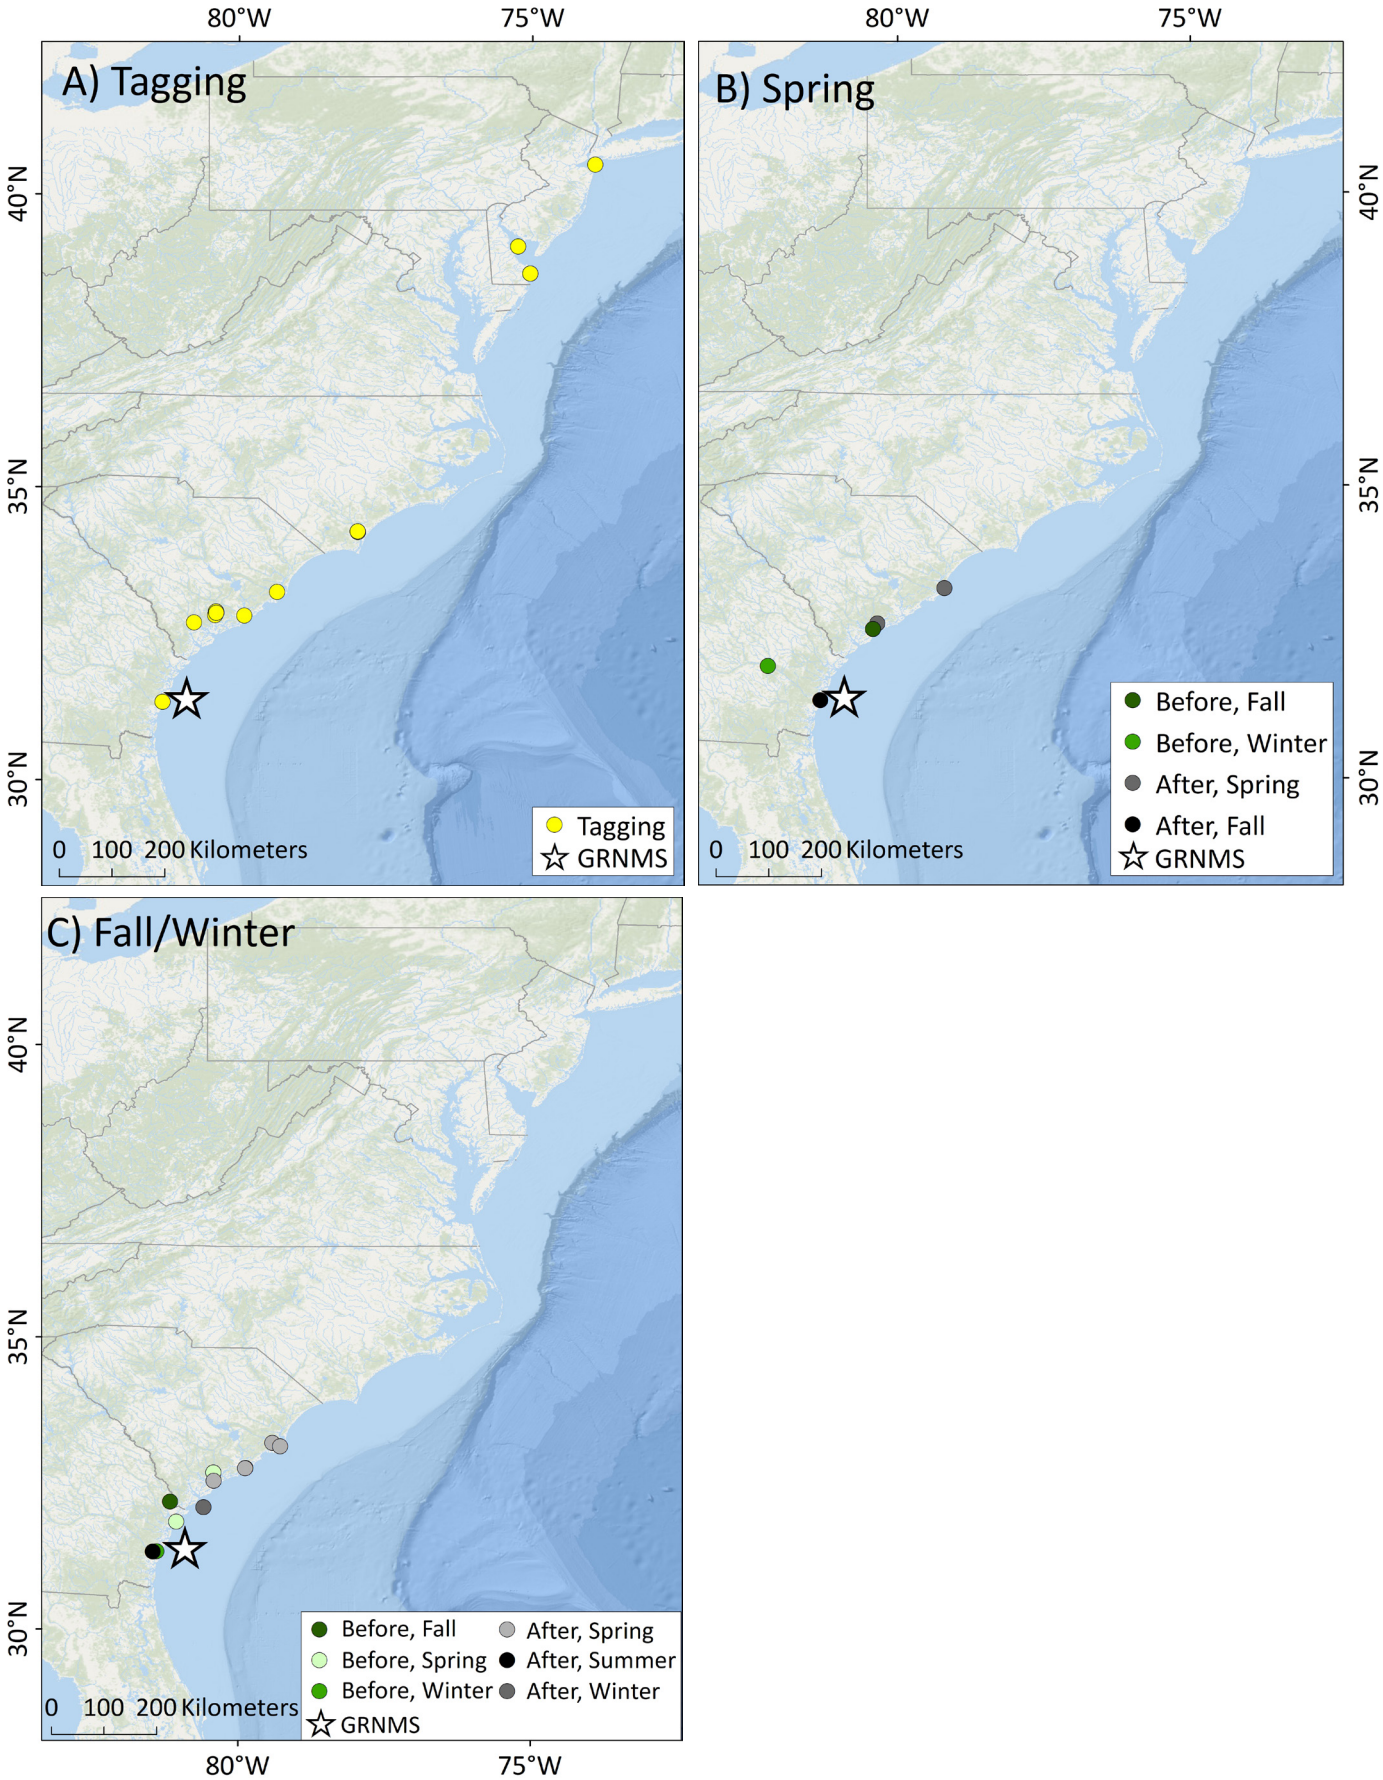 80°W 75°W 80°W 75°W
A) Tagging
B) Spring
40°N
40°N
35°N
35°N
30°N
30°N
Tagging
GRNMS
0 100 200 Kilometers
Before, Fall
Before, Winter
After, Spring
After, Fall
GRNMS
0 100 200 Kilometers
C) Fall/Winter
40°N
35°N
30°N
Before, Fall
Before, Spring
Before, Winter
GRNMS
After, Spring
After, Summer
After, Winter
0 100 200 Kilometers
80°W 75°W